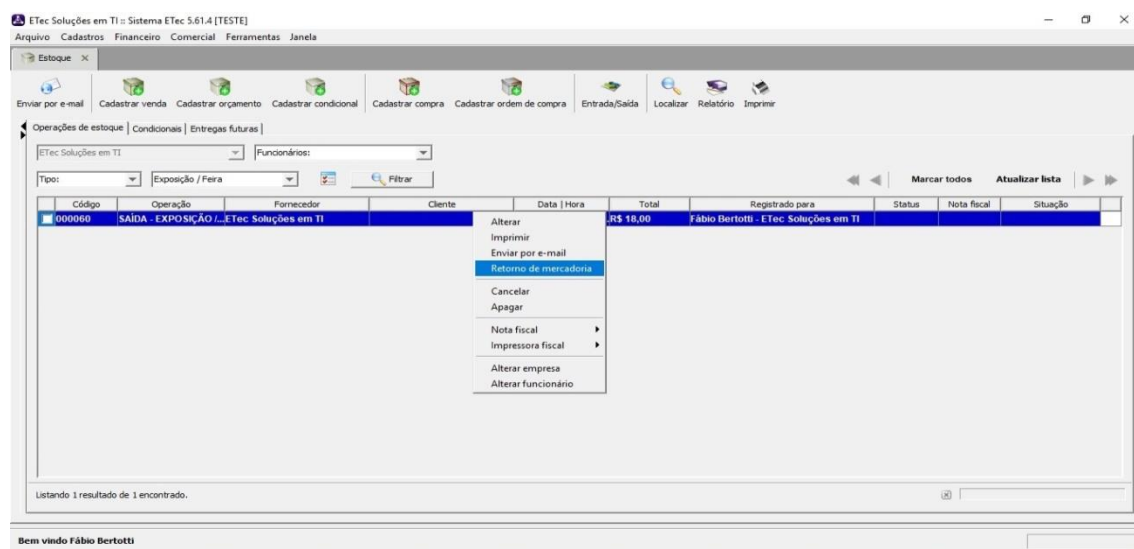 ETec Soluções em TI :: Sistema ETec 5.61.4 [TESTE]
Arquivo Cadastros Financeiro Comercial Ferramentas Janela
Estoque
Enviar por e-mail Cadastrar venda Cadastrar orçamento Cadastrar condicional Cadastrar compra Cadastrar ordem de compra Entrada/Saída Localizar Relatório Imprimir
Operações de estoque Condicionais Entregas futuras
ETec Soluções em TI Funcionários:
Tipo: Exposição / Feira Filtrar Marcar todos Atualizar lista
Código Operação Fornecedor Cliente Data | Hora Total Registrado para Status Nota fiscal Situação
000060 SAÍDA - EXPOSIÇÃO /... ETec Soluções em TI R$ 18,00 Fábio Bertotti - ETec Soluções em TI
Alterar
Imprimir
Enviar por e-mail
Retorno de mercadoria
Cancelar
Apagar
Nota fiscal
Impressora fiscal
Alterar empresa
Alterar funcionário
Listando 1 resultado de 1 encontrado.
Bem vindo Fábio Bertotti